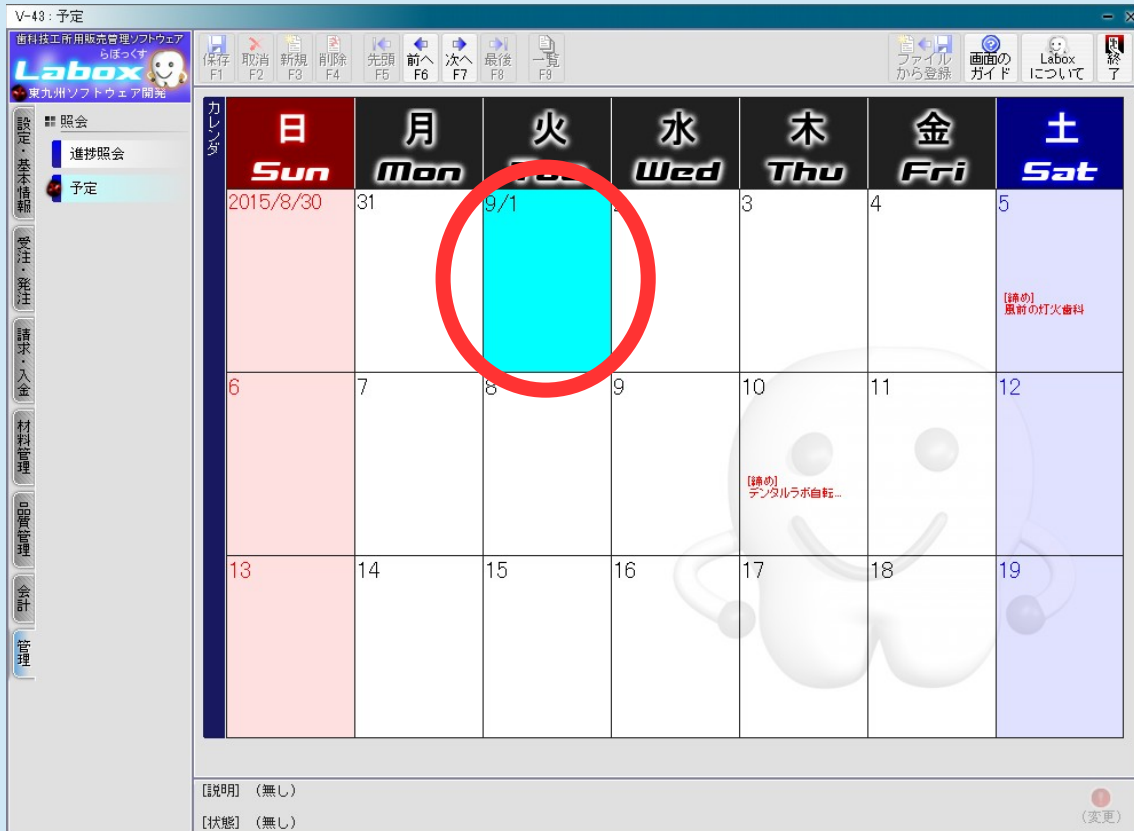 V-43 : 予定
歯科技工所用販売管理ソフトウェア
らぼっくす
Labox
東九州ソフトウェア開発
保存 F1
取消 F2
新規 F3
削除 F4
先頭 F5
前へ F6
次へ F7
最後 F8
一覧 F9
ファイルから登録
画面のガイド
Laboxについて
終了
設定・基本情報
受注・発注
請求・入金
材料管理
品質管理
会計
管理
照会
進捗照会
予定
カレンダ
日 月 火 水 木 金 土
Sun Mon Tue Wed Thu Fri Sat
2015/8/30 31 9/1 2 3 4 5
[締め]
風前の灯火歯科
6 7 8 9 10 11 12
[締め]
デンタルラボ自転...
13 14 15 16 17 18 19
[説明] (無し)
[状態] (無し)
(変更)